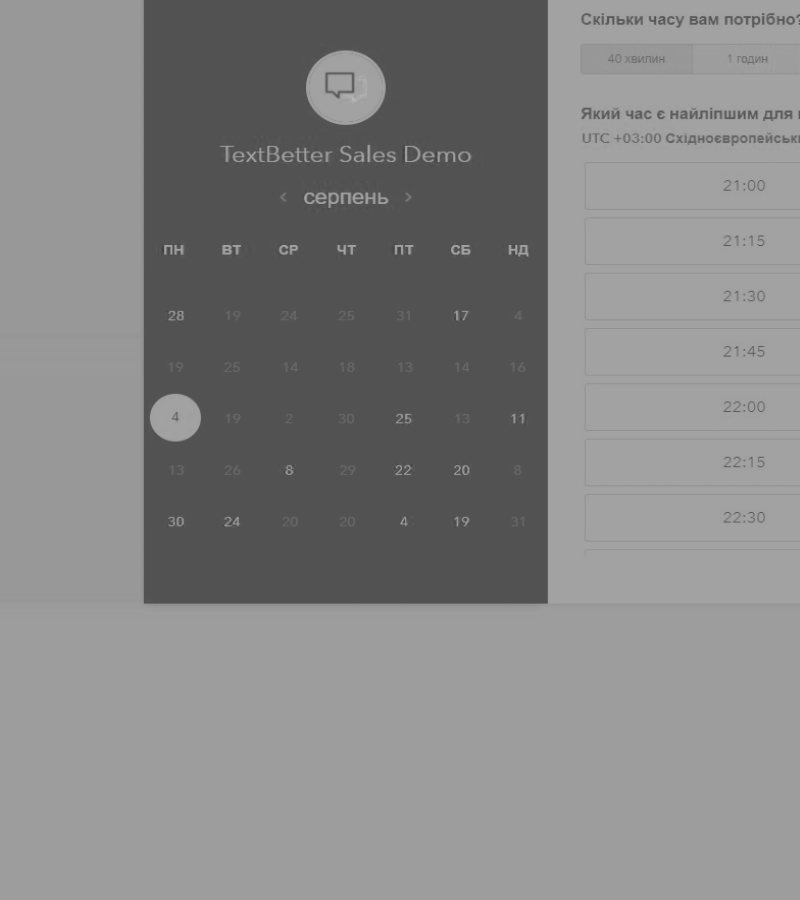 TextBetter Sales Demo
‹ серпень ›
ПН ВТ СР ЧТ ПТ СБ НД
28 19 24 25 31 17 4
19 25 14 18 13 14 16
4 19 2 30 25 13 11
13 26 8 29 22 20 8
30 24 20 20 4 19 31
Скільки часу вам потрібно?
40 хвилин 1 годин
Який час є найліпшим для
UTC +03:00
21:00
21:15
21:30
21:45
22:00
22:15
22:30